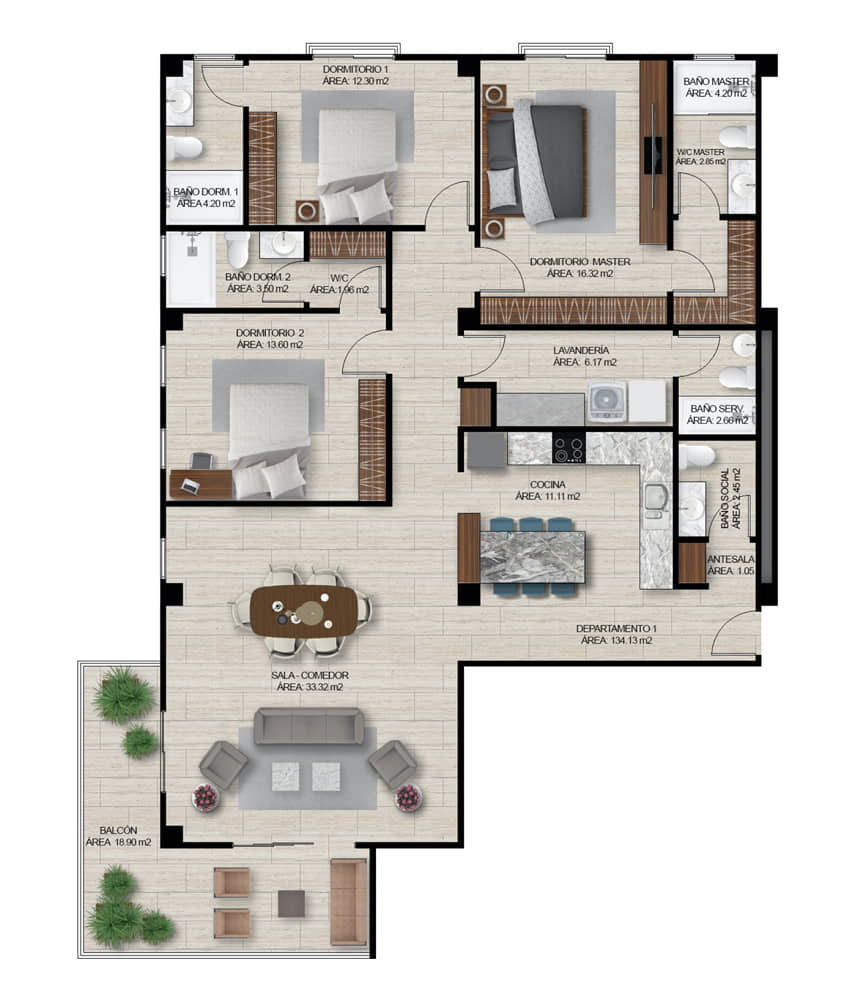 DORMITORIO 1
ÁREA: 12.30 m2
BAÑO MASTER
ÁREA: 4.20 m2
W/C MASTER
ÁREA: 2.85 m2
BAÑO DORM. 1
ÁREA 4.20 m2
DORMITORIO MASTER
ÁREA: 16.32 m2
BAÑO DORM. 2
ÁREA: 3.50 m2
W/C
ÁREA: 1.96 m2
DORMITORIO 2
ÁREA: 13.60 m2
LAVANDERÍA
ÁREA: 6.17 m2
BAÑO SERV.
ÁREA: 2.66 m2
COCINA
ÁREA: 11.11 m2
BAÑO SOCIAL
ÁREA: 2.45 m2
ANTESALA
ÁREA: 1.05
DEPARTAMENTO 1
ÁREA: 134.13 m2
SALA - COMEDOR
ÁREA: 33.32 m2
BALCÓN
ÁREA 18.90 m2